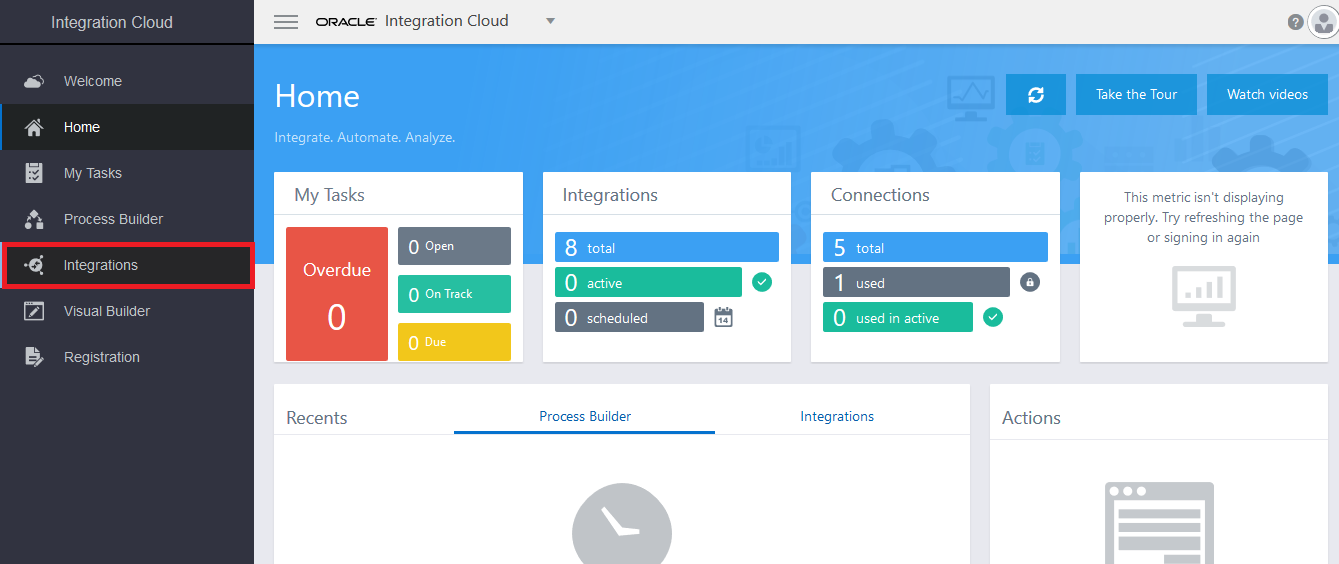 Integration Cloud
ORACLE Integration Cloud
?
Welcome
Home
My Tasks
Process Builder
Integrations
Visual Builder
Registration
Home
Integrate. Automate. Analyze.
Take the Tour
Watch videos
My Tasks
Overdue
0
0 Open
0 On Track
0 Due
Integrations
8 total
0 active
0 scheduled
14
Connections
5 total
1 used
0 used in active
This metric isn't displaying
properly. Try refreshing the page
or signing in again
Recents
Process Builder
Integrations
Actions